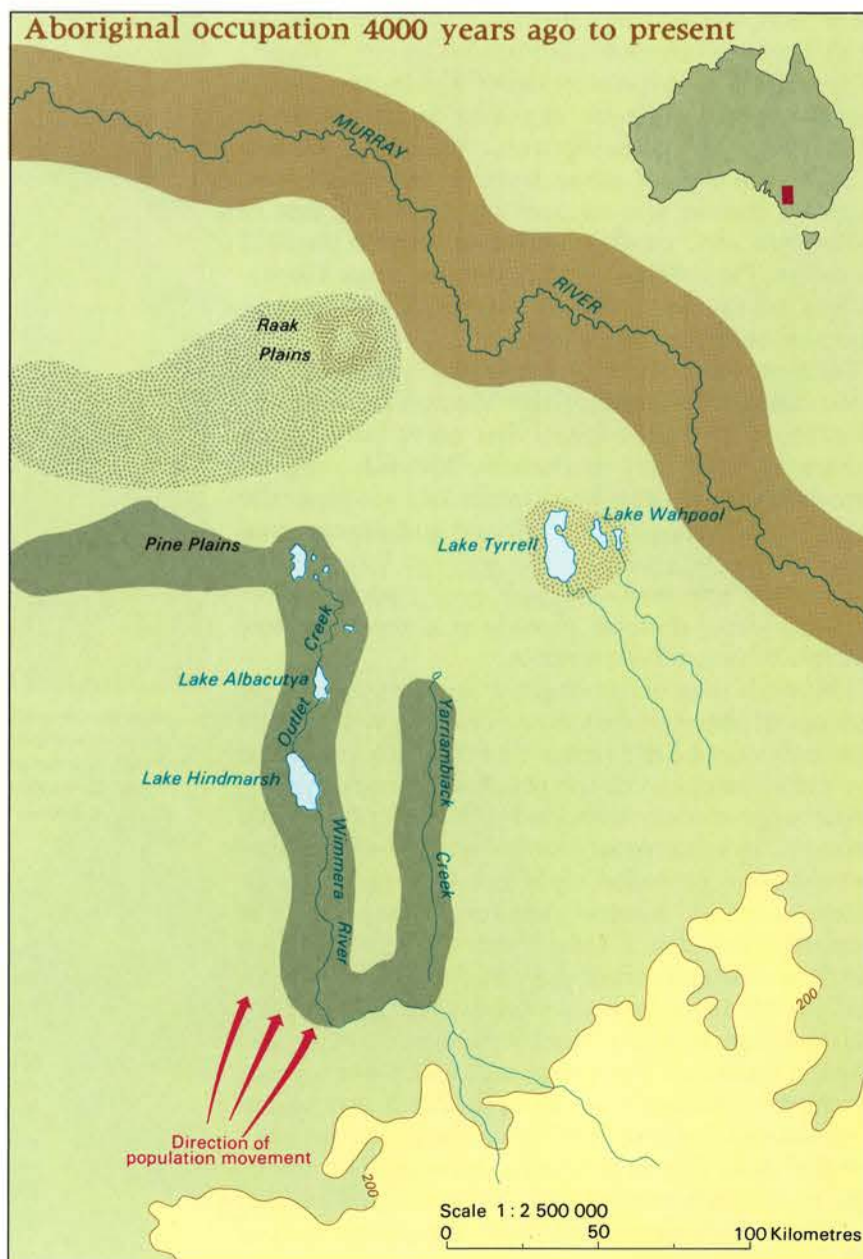 Aboriginal occupation 4000 years ago to present
MURRAY
RIVER
Raak
Plains
Pine Plains
Lake Wahpool
Lake Tyrrell
Creek
Outlet
Lake Albacutya
Lake Hindmarsh
Yarriambiack
Creek
Wimmera
River
200
Direction of
population movement
200
Scale 1 : 2 500 000
0 50 100 Kilometres